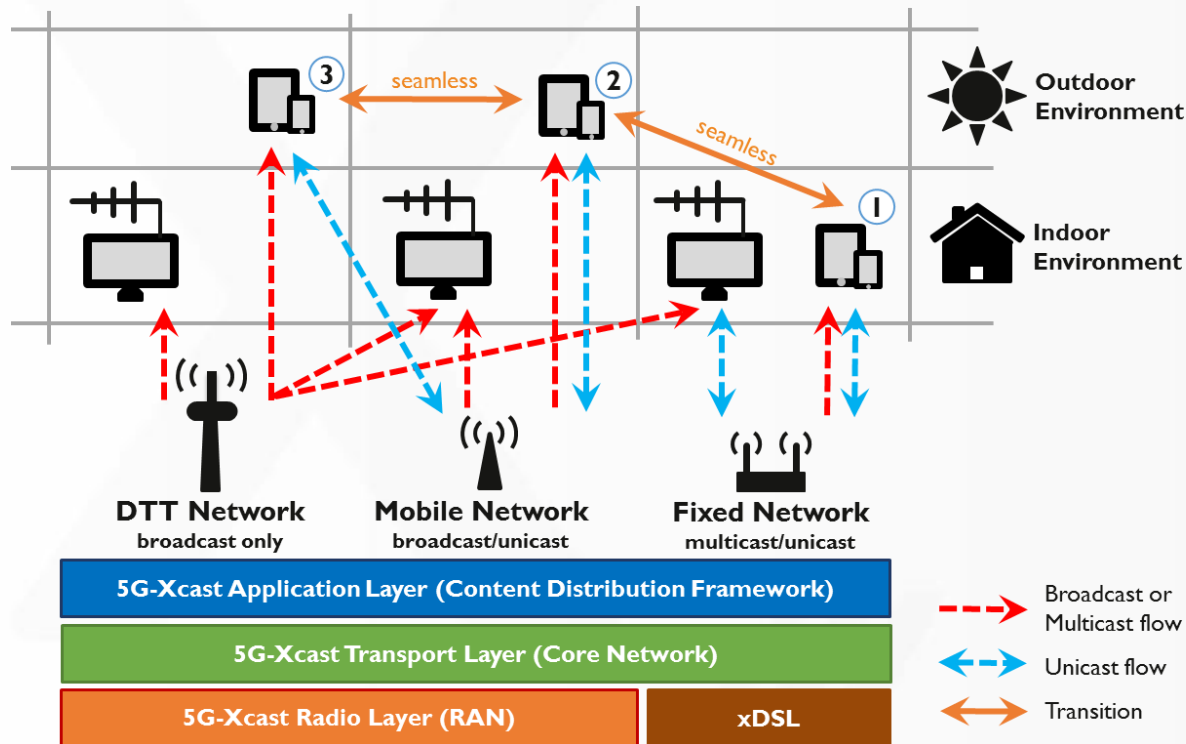 3
seamless
2
Outdoor
Environment
seamless
1
Indoor
Environment
DTT Network
broadcast only
Mobile Network
broadcast/unicast
Fixed Network
multicast/unicast
5G-Xcast Application Layer (Content Distribution Framework)
5G-Xcast Transport Layer (Core Network)
5G-Xcast Radio Layer (RAN)
xDSL
Broadcast or
Multicast flow
Unicast flow
Transition